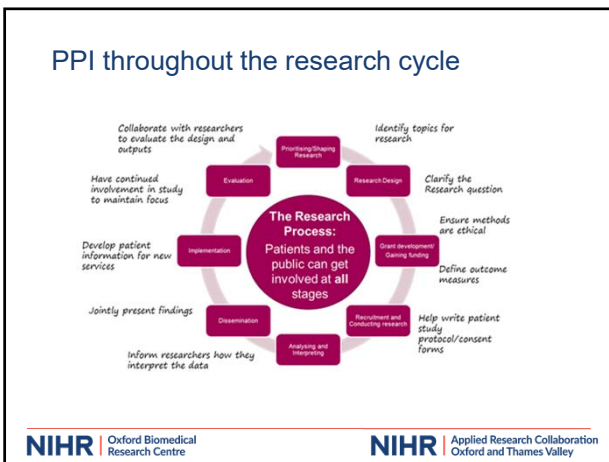 PPI throughout the research cycle
Collaborate with researchers
to evaluate the design and
outputs
Prioritising/Shaping
Research
Identify topics for
research
Have continued
involvement in study
to maintain focus
Evaluation
Research Design
Clarify the
Research question
The Research
Process:
Patients and the
public can get
involved at all
stages
Ensure methods
are ethical
Develop patient
information for new
services
Implementation
Grant development/
Gaining funding
Define outcome
measures
Jointly present findings
Dissemination
Recruitment and
Conducting research
Help write patient
study
protocol/consent
forms
Analysing and
Interpreting
Inform researchers how they
interpret the data
NIHR | Oxford Biomedical
Research Centre
NIHR | Applied Research Collaboration
Oxford and Thames Valley